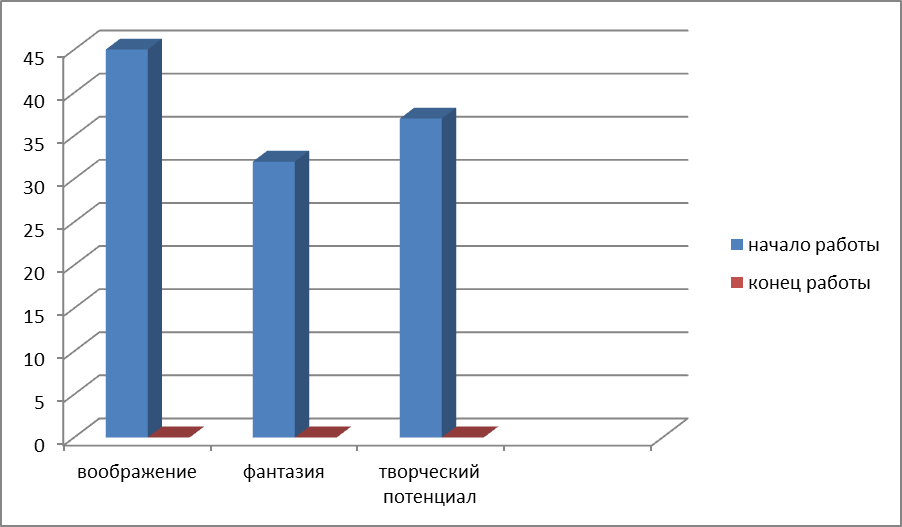 45
40
35
30
25
20
15
10
5
0
воображение
фантазия
творческий
потенциал
начало работы
конец работы